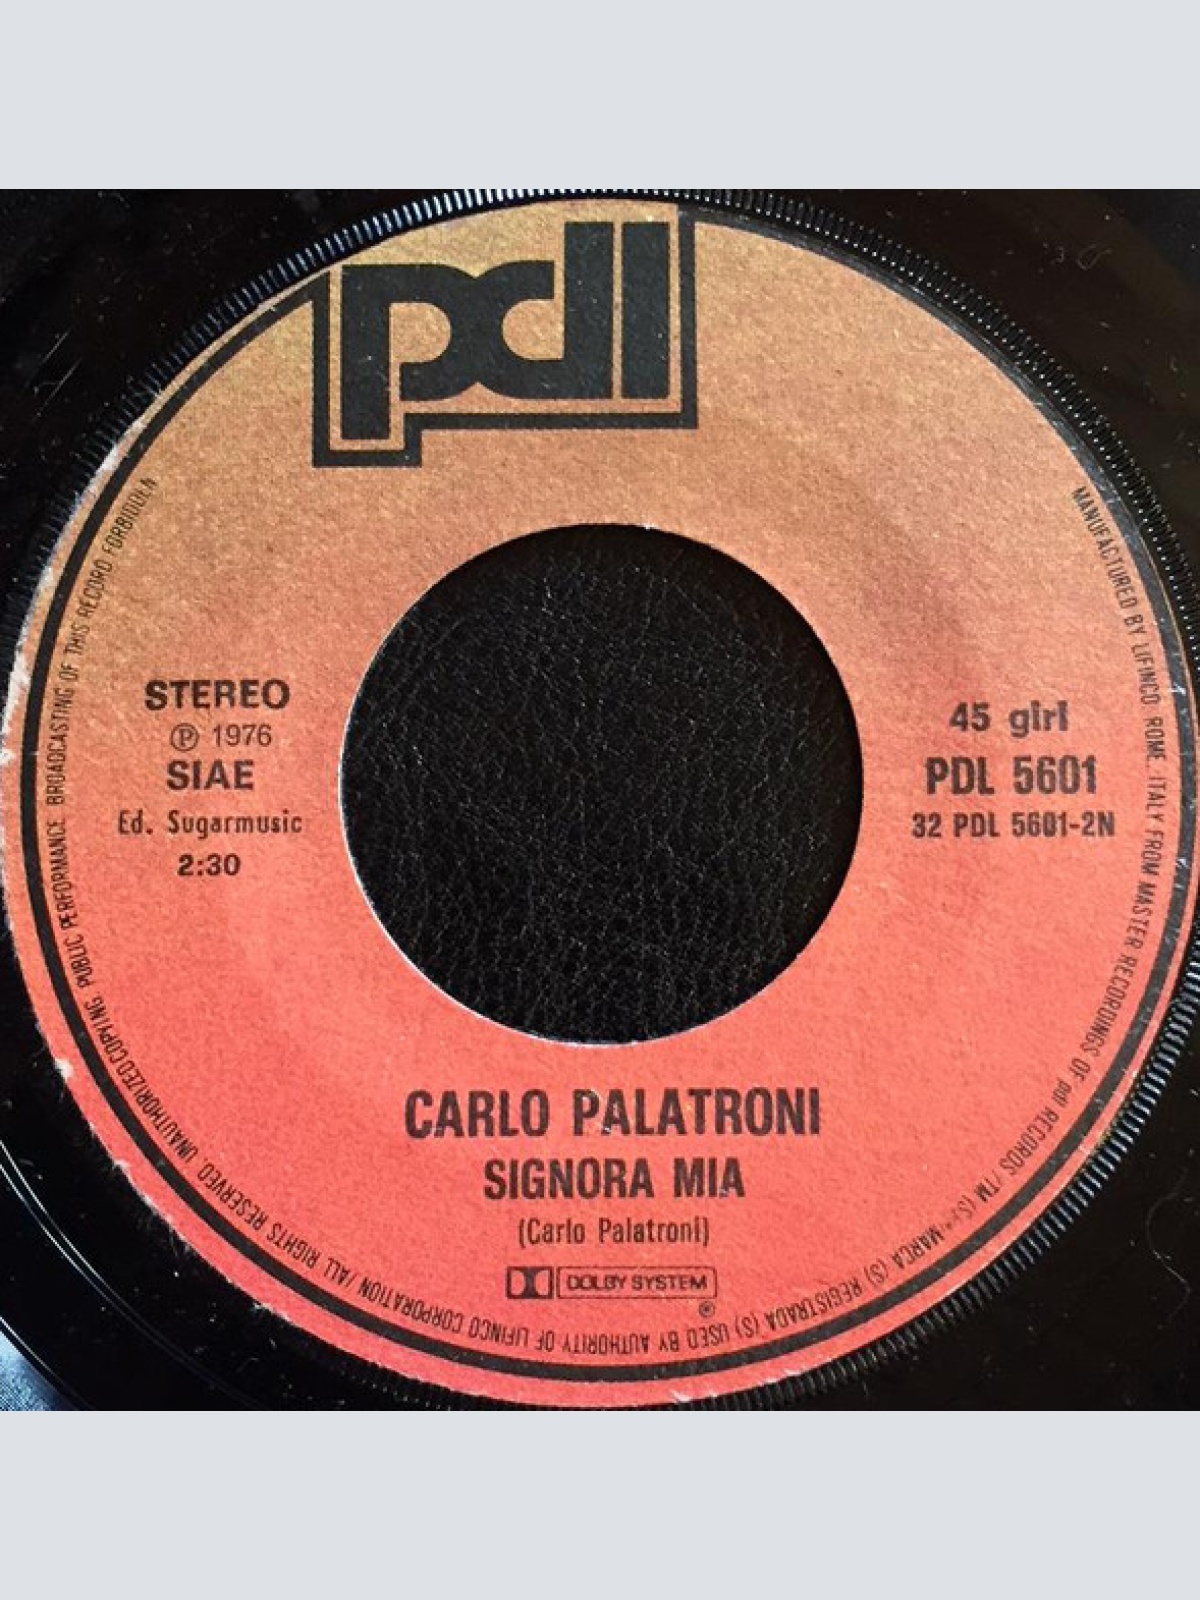 pdl
STEREO
Ⓟ 1976
SIAE
Ed. Sugarmusic
2:30
45 giri
PDL 5601
32 PDL 5601-2N
CARLO PALATRONI
SIGNORA MIA
(Carlo Palatroni)
DOLBY SYSTEM
®
MANUFACTURED BY LIFINCO, ROME, ITALY FROM MASTER RECORDINGS OF pdl RECORDS /TM (S). MARCA (S) REGISTRADA (S) USED BY AUTHORITY OF LIFINCO CORPORATION / ALL RIGHTS RESERVED. UNAUTHORIZED COPYING, PUBLIC PERFORMANCE, BROADCASTING OF THIS RECORD FORBIDDEN